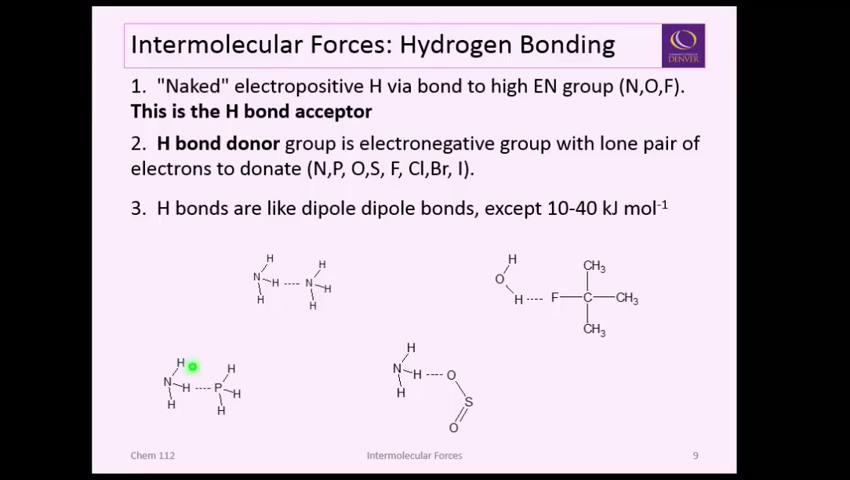 Intermolecular Forces: Hydrogen Bonding
DENVER
1. "Naked" electropositive H via bond to high EN group (N,O,F).
This is the H bond acceptor
2. H bond donor group is electronegative group with lone pair of
electrons to donate (N,P, O,S, F, Cl,Br, I).
3. H bonds are like dipole dipole bonds, except 10-40 kJ mol⁻¹
H H
N H N H
H H
H CH₃
O
H F C CH₃
CH₃
H H
N H P H
H H
H
N H O
H S
O
Chem 112 Intermolecular Forces 9